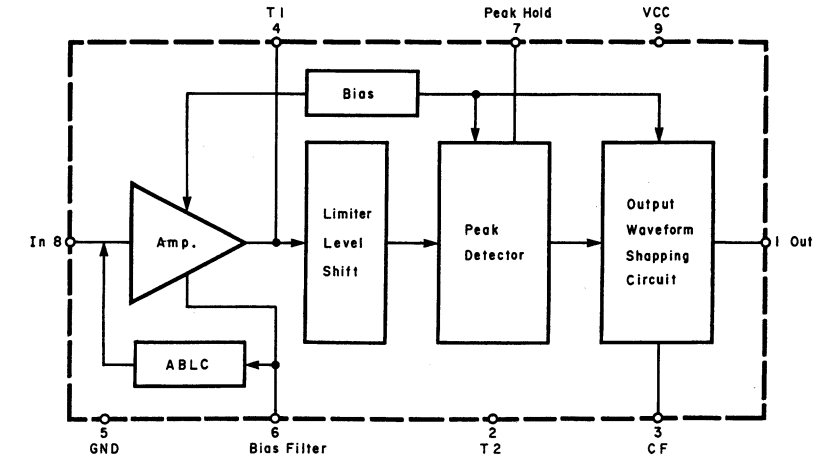 T1 Peak Hold VCC
4 7 9
Bias
Amp.
Limiter
Level
Shift
Peak
Detector
Output
Waveform
Shapping
Circuit
In 8
1 Out
ABLC
5 6 2 3
GND Bias Filter T2 CF